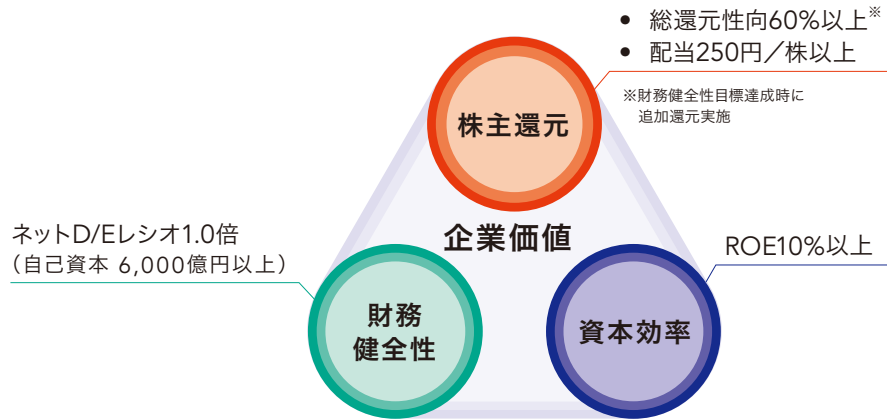 • 総還元性向60%以上※
• 配当250円／株以上
※財務健全性目標達成時に
追加還元実施
株主還元
企業価値
ネットD/Eレシオ1.0倍
（自己資本 6,000億円以上）
ROE10%以上
財務
健全性
資本効率